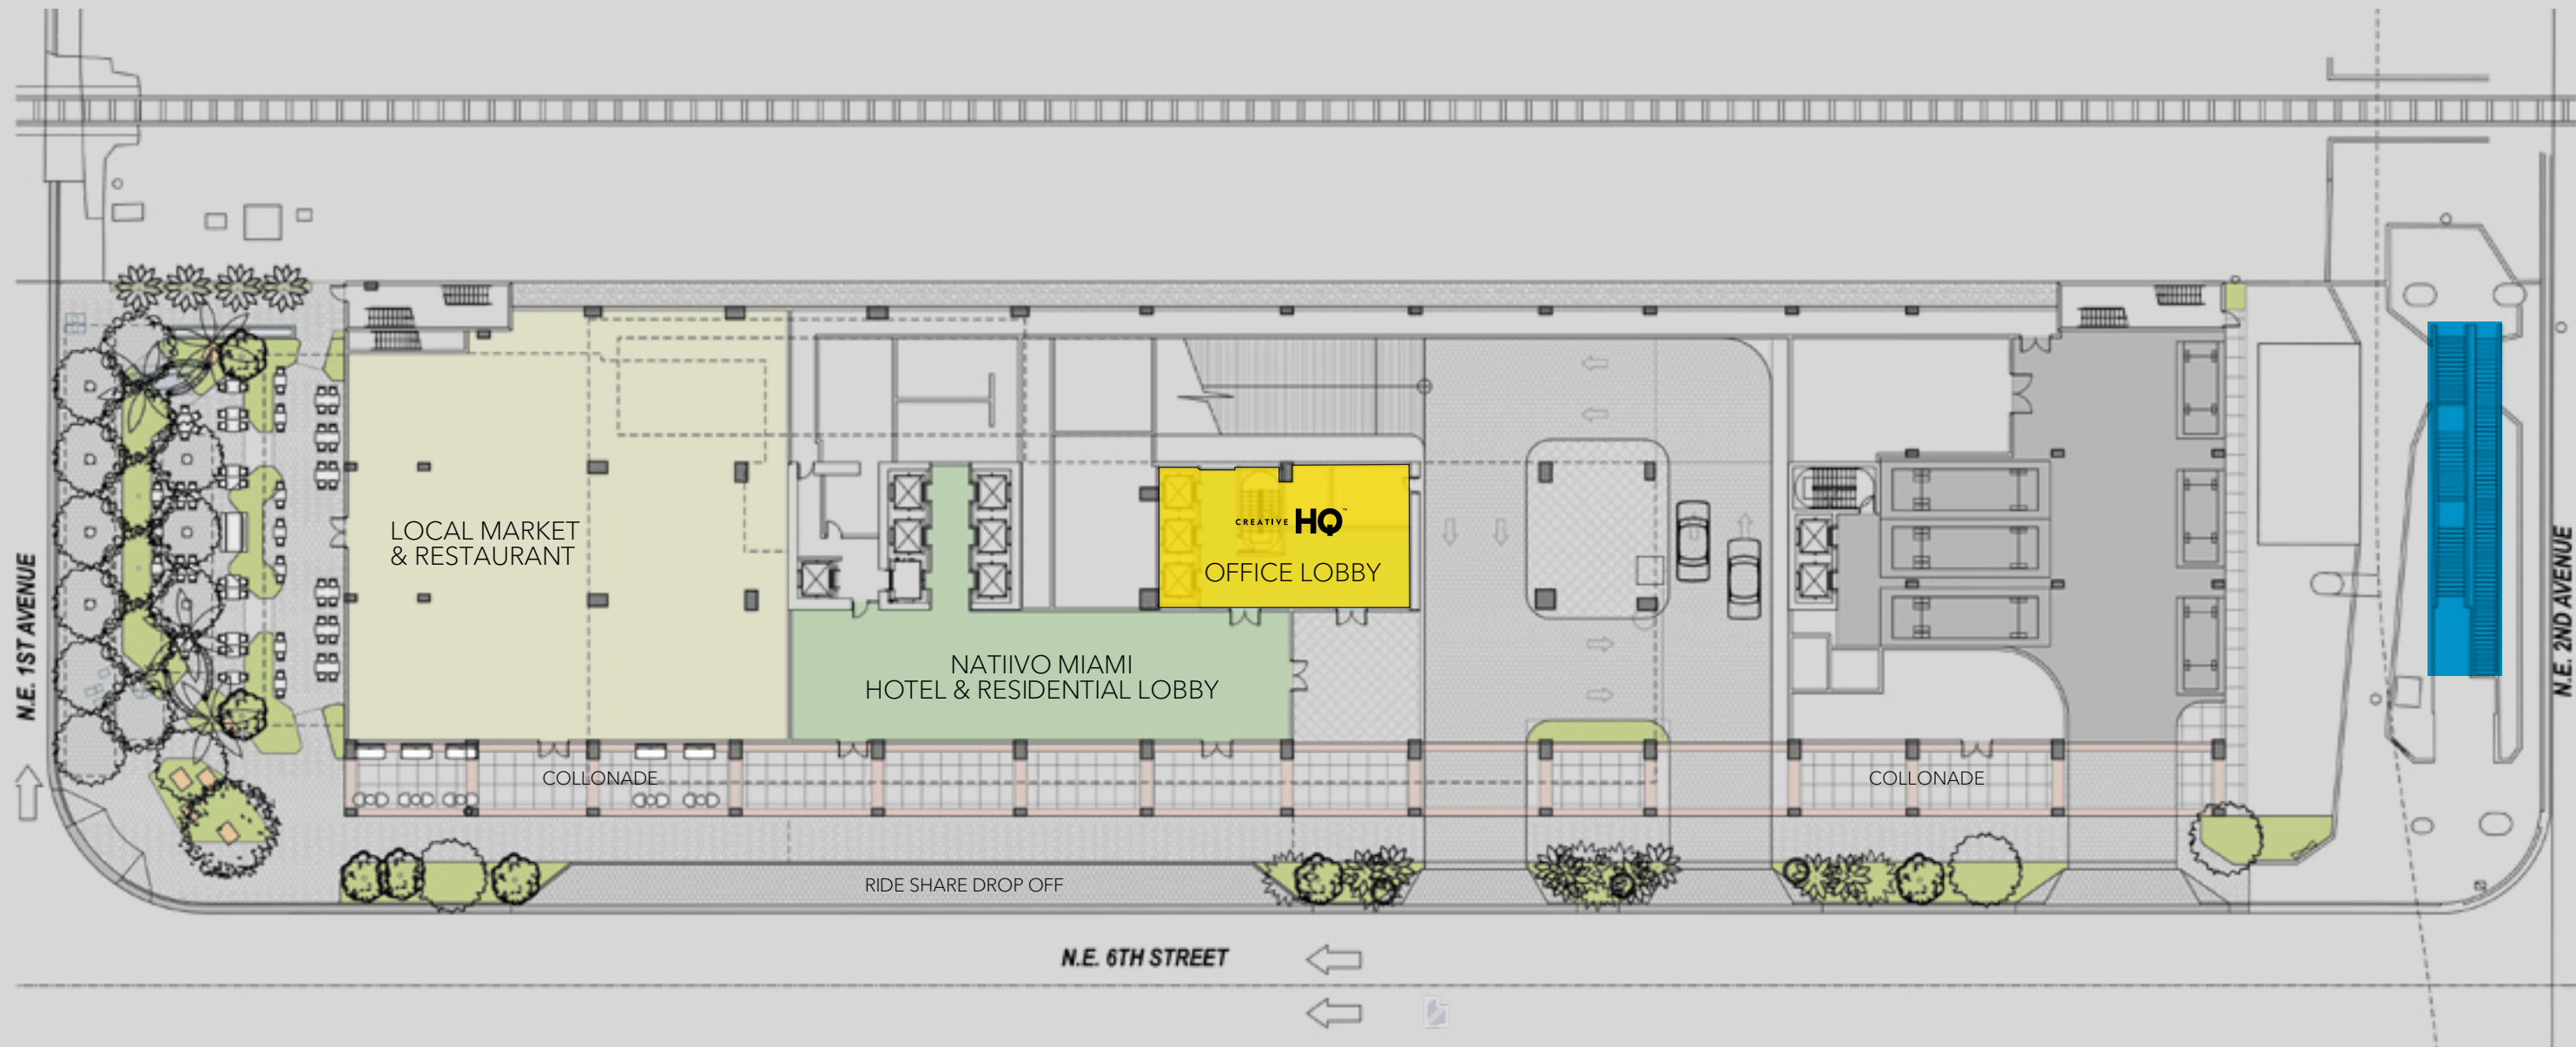 LOCAL MARKET
& RESTAURANT
CREATIVE HQ™
OFFICE LOBBY
NATIIVO MIAMI
HOTEL & RESIDENTIAL LOBBY
N.E. 1ST AVENUE
N.E. 2ND AVENUE
COLLONADE
COLLONADE
RIDE SHARE DROP OFF
N.E. 6TH STREET